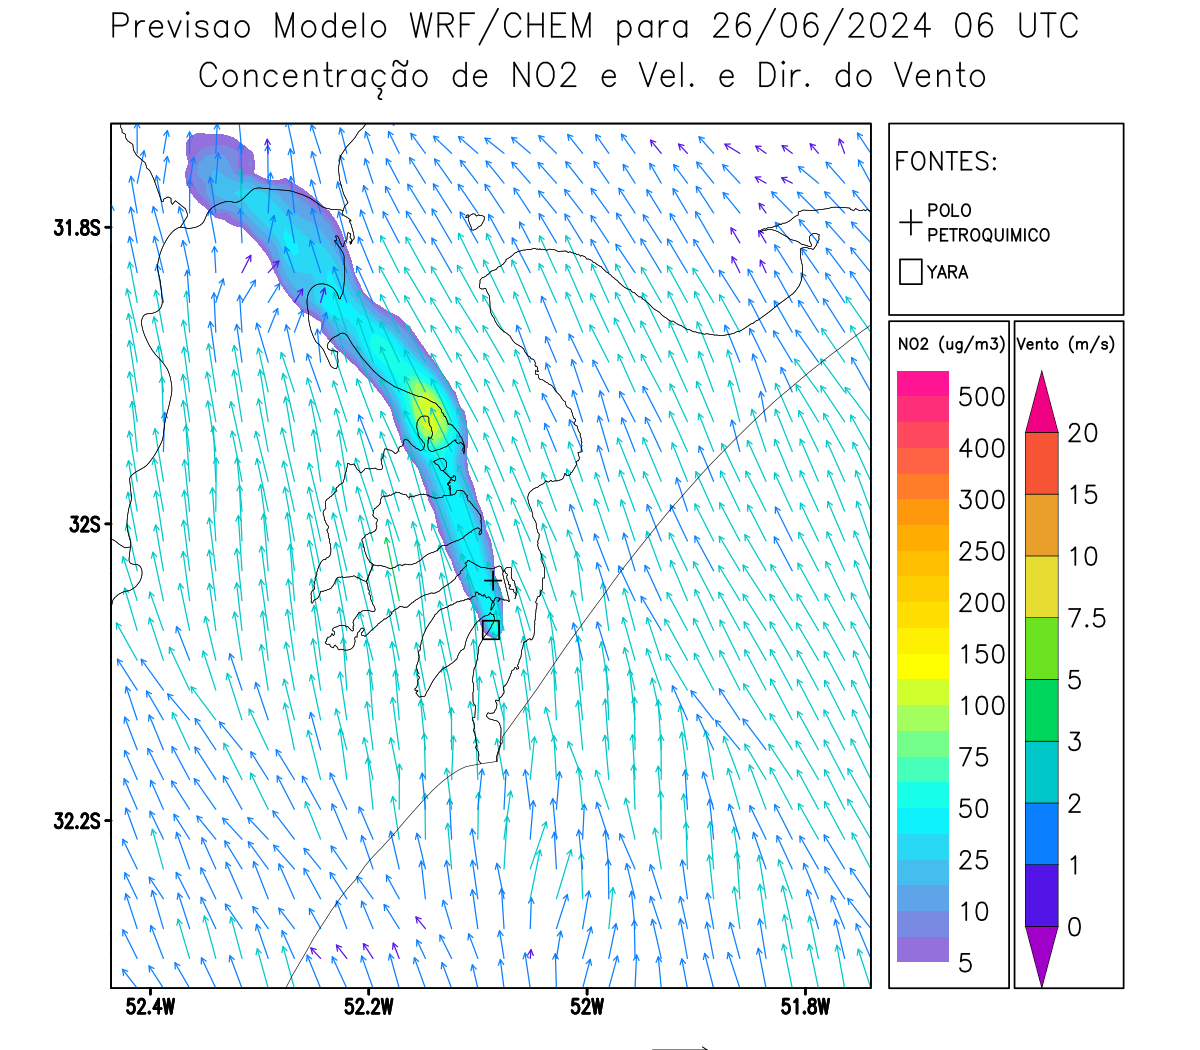 Previsao Modelo WRF/CHEM para 26/06/2024 06 UTC
Concentração de NO2 e Vel. e Dir. do Vento
FONTES:
POLO
PETROQUIMICO
YARA
NO2 (ug/m3)
500
400
300
250
200
150
100
75
50
25
10
5
Vento (m/s)
20
15
10
7.5
5
3
2
1
0
31.8S
32S
32.2S
52.4W
52.2W
52W
51.8W